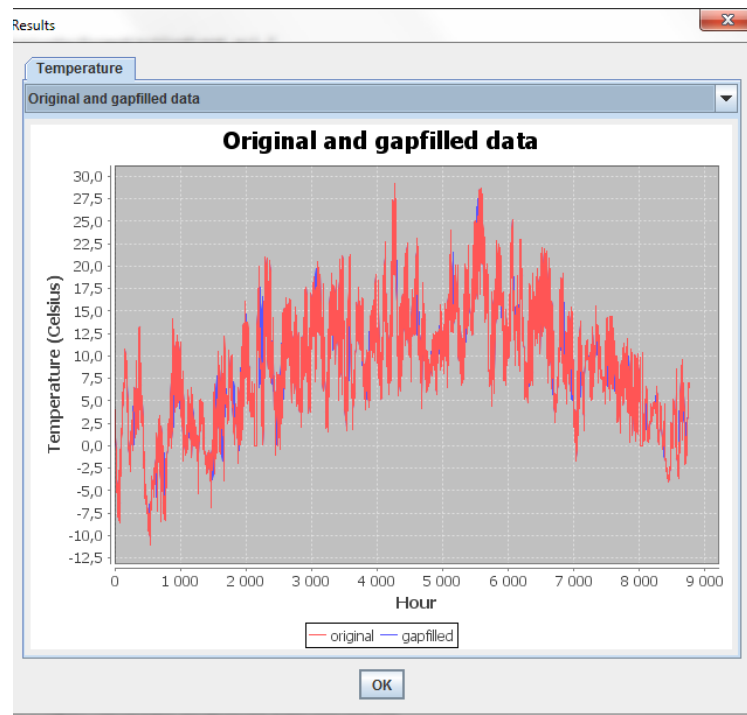 Results
Temperature
Original and gapfilled data
Original and gapfilled data
30,0
27,5
25,0
22,5
20,0
17,5
15,0
12,5
10,0
7,5
5,0
2,5
0,0
-2,5
-5,0
-7,5
-10,0
-12,5
Temperature (Celsius)
0 1 000 2 000 3 000 4 000 5 000 6 000 7 000 8 000 9 000
Hour
original gapfilled
OK